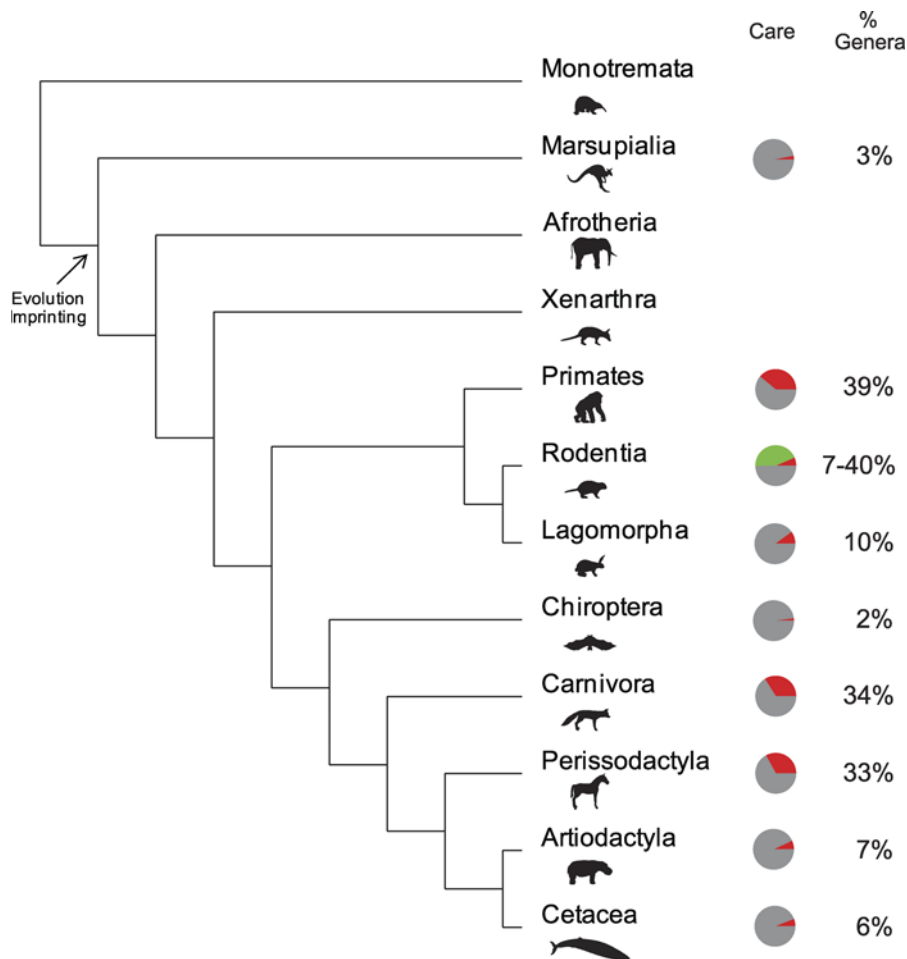 Care
%
Genera
Monotremata
Marsupialia
3%
Afrotheria
Evolution
Imprinting
Xenarthra
Primates
39%
Rodentia
7-40%
Lagomorpha
10%
Chiroptera
2%
Carnivora
34%
Perissodactyla
33%
Artiodactyla
7%
Cetacea
6%